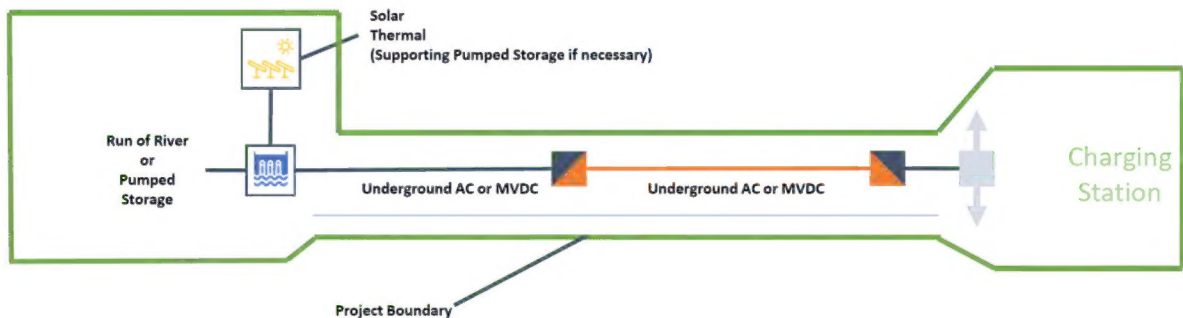 Solar
Thermal
(Supporting Pumped Storage if necessary)
Run of River
or
Pumped
Storage
Underground AC or MVDC
Underground AC or MVDC
Charging
Station
Project Boundary